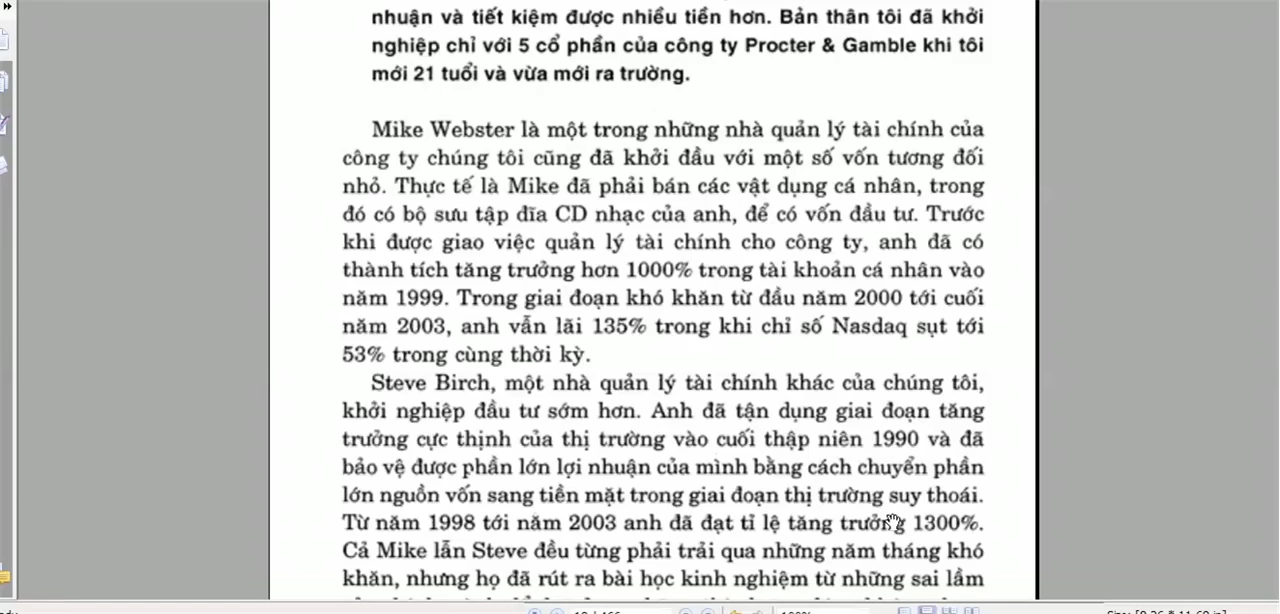 nhuận và tiết kiệm được nhiều tiền hơn. Bản thân tôi đã khởi
nghiệp chỉ với 5 cổ phần của công ty Procter & Gamble khi tôi
mới 21 tuổi và vừa mới ra trường.
Mike Webster là một trong những nhà quản lý tài chính của
công ty chúng tôi cũng đã khởi đầu với một số vốn tương đối
nhỏ. Thực tế là Mike đã phải bán các vật dụng cá nhân, trong
đó có bộ sưu tập đĩa CD nhạc của anh, để có vốn đầu tư. Trước
khi được giao việc quản lý tài chính cho công ty, anh đã có
thành tích tăng trưởng hơn 1000% trong tài khoản cá nhân vào
năm 1999. Trong giai đoạn khó khăn từ đầu năm 2000 tới cuối
năm 2003, anh vẫn lãi 135% trong khi chỉ số Nasdaq sụt tới
53% trong cùng thời kỳ.
Steve Birch, một nhà quản lý tài chính khác của chúng tôi,
khởi nghiệp đầu tư sớm hơn. Anh đã tận dụng giai đoạn tăng
trưởng cực thịnh của thị trường vào cuối thập niên 1990 và đã
bảo vệ được phần lớn lợi nhuận của mình bằng cách chuyển phần
lớn nguồn vốn sang tiền mặt trong giai đoạn thị trường suy thoái.
Từ năm 1998 tới năm 2003 anh đã đạt tỉ lệ tăng trưởng 1300%.
Cả Mike lẫn Steve đều từng phải trải qua những năm tháng khó
khăn, nhưng họ đã rút ra bài học kinh nghiệm từ những sai lầm